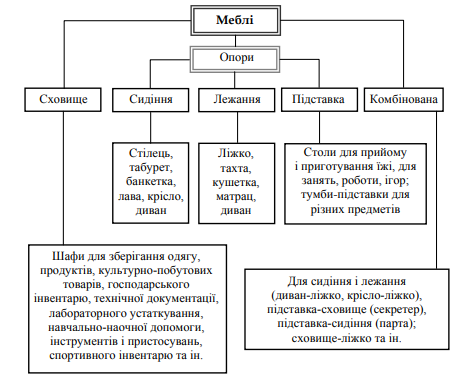 Меблі
Опори
Сховище
Сидіння
Лежання
Підставка
Комбінована
Стілець,
табурет,
банкетка,
лава, крісло,
диван
Ліжко,
тахта,
кушетка,
матрац,
диван
Столи для прийому
і приготування їжі, для
занять, роботи, ігор;
тумби-підставки для
різних предметів
Шафи для зберігання одягу,
продуктів, культурно-побутових
товарів, господарського
інвентарю, технічної документації,
лабораторного устаткування,
навчально-наочної допомоги,
інструментів і пристосувань,
спортивного інвентарю та ін.
Для сидіння і лежання
(диван-ліжко, крісло-ліжко),
підставка-сховище (секретер),
підставка-сидіння (парта);
сховище-ліжко та ін.